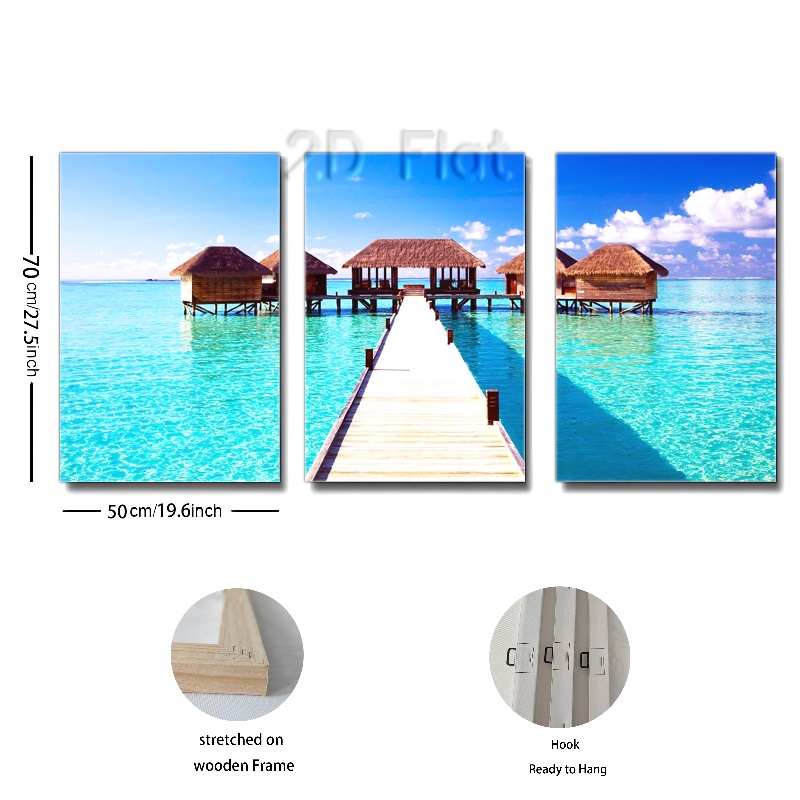 2D Flat
70 cm/27.5inch
50 cm/19.6inch
stretched on
wooden Frame
Hook
Ready to Hang